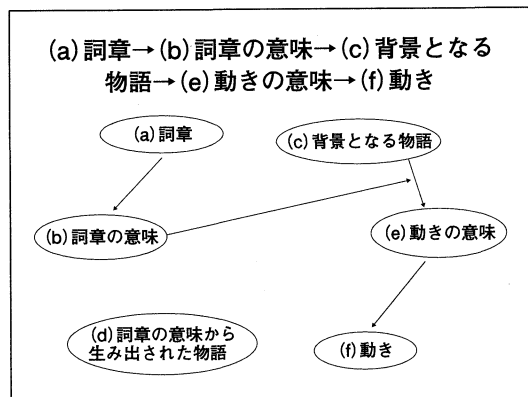 (a)詞章→(b)詞章の意味→(c)背景となる
物語→(e)動きの意味→(f)動き
(a)詞章
(c)背景となる物語
(b)詞章の意味
(e)動きの意味
(d)詞章の意味から
生み出された物語
(f)動き